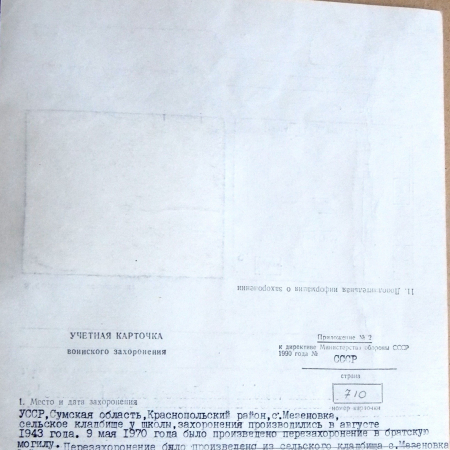 11. Дополнительная информация о захоронении
УЧЕТНАЯ КАРТОЧКА
воинского захоронения
Приложение № 2
к директиве Министерства обороны СССР
1990 года №
СССР
страна
710
номер карточки
1. Место и дата захоронения
УССР,Сумская область,Краснопольский район,с.Мезеновка,
сельское кладбище у школы,захоронения производились в августе
1943 года. 9 мая 1970 года было произведено перезахоронение в братскую
могилу. Перезахоронение было произведено из сельского кладбища с.Мезеновка